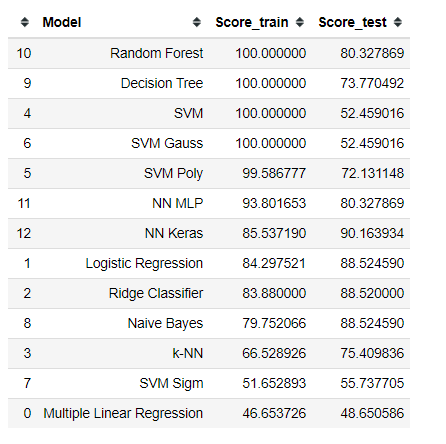 Model Score_train Score_test
10 Random Forest 100.000000 80.327869
9 Decision Tree 100.000000 73.770492
4 SVM 100.000000 52.459016
6 SVM Gauss 100.000000 52.459016
5 SVM Poly 99.586777 72.131148
11 NN MLP 93.801653 80.327869
12 NN Keras 85.537190 90.163934
1 Logistic Regression 84.297521 88.524590
2 Ridge Classifier 83.880000 88.520000
8 Naive Bayes 79.752066 88.524590
3 k-NN 66.528926 75.409836
7 SVM Sigm 51.652893 55.737705
0 Multiple Linear Regression 46.653726 48.650586